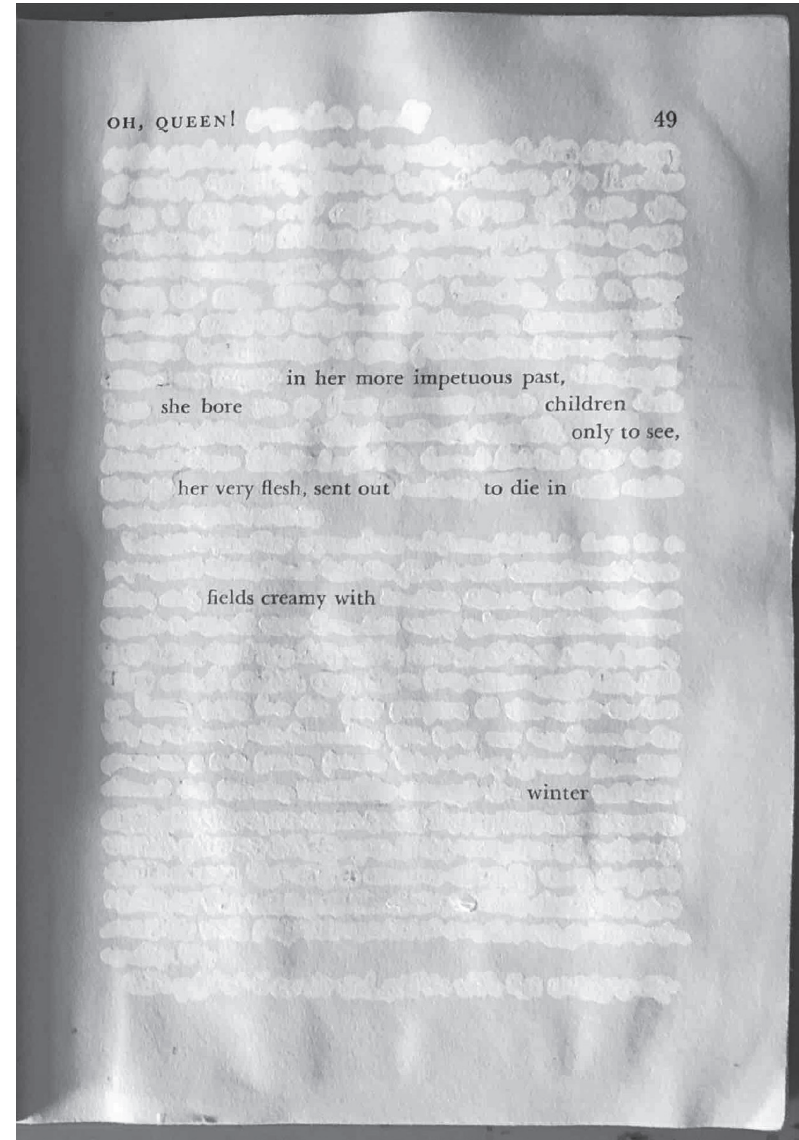 OH, QUEEN! 49
in her more impetuous past,
she bore children
only to see,
her very flesh, sent out to die in
fields creamy with
winter